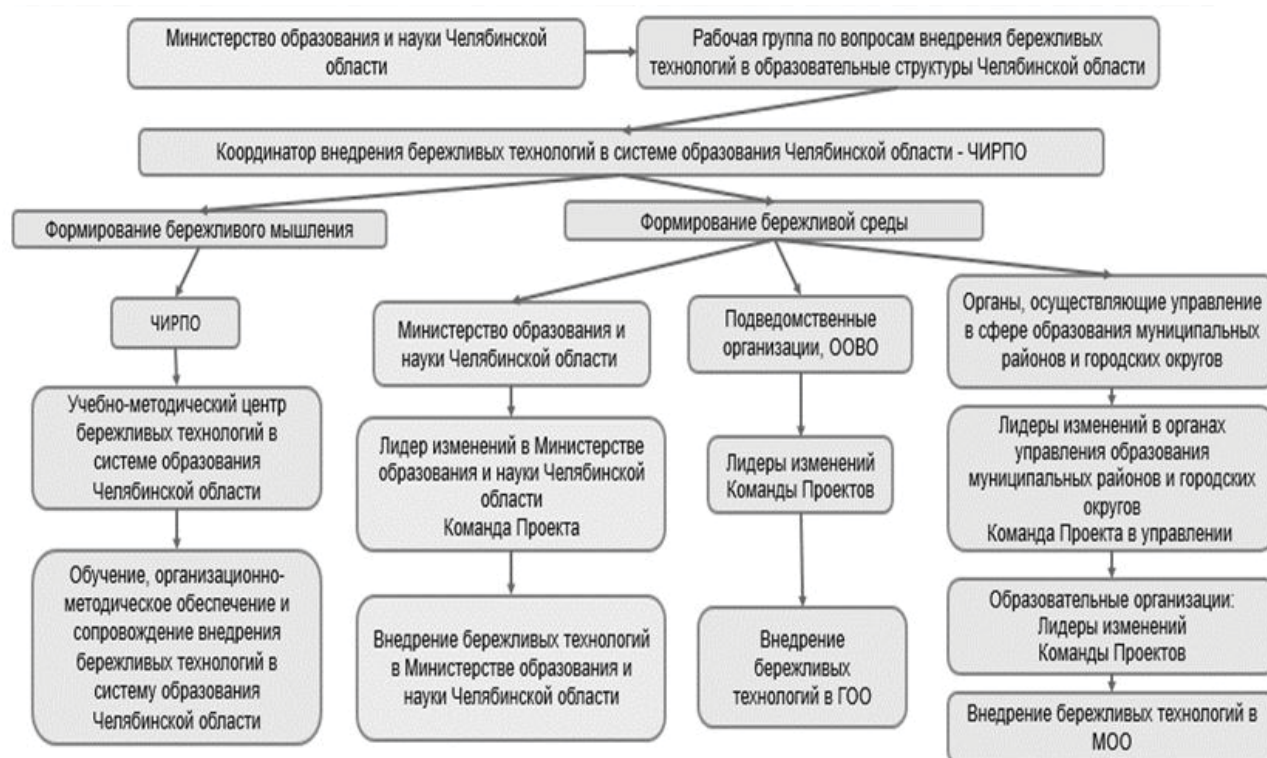 Министерство образования и науки Челябинской
области
Рабочая группа по вопросам внедрения бережливых
технологий в образовательные структуры Челябинской области
Координатор внедрения бережливых технологий в системе образования Челябинской области - ЧИРПО
Формирование бережливого мышления
Формирование бережливой среды
ЧИРПО
Учебно-методический центр
бережливых технологий в
системе образования
Челябинской области
Обучение, организационно-
методическое обеспечение и
сопровождение внедрения
бережливых технологий в
систему образования
Челябинской области
Министерство образования и
науки Челябинской области
Лидер изменений в Министерстве
образования и науки Челябинской
области
Команда Проекта
Внедрение бережливых технологий
в Министерстве образования и
науки Челябинской области
Подведомственные
организации, ООВО
Лидеры изменений
Команды Проектов
Внедрение
бережливых
технологий в ГОО
Органы, осуществляющие управление
в сфере образования муниципальных
районов и городских округов
Лидеры изменений в органах
управления образования
муниципальных районов и городских
округов
Команда Проекта в управлении
Образовательные организации:
Лидеры изменений
Команды Проектов
Внедрение бережливых технологий в
МОО